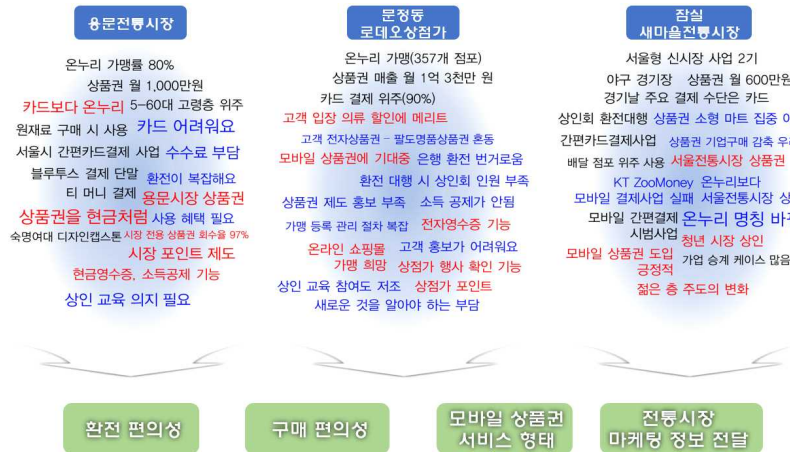 용문전통시장
온누리 가맹률 80%
상품권 월 1,000만원
카드보다 온누리 5-60대 고령층 위주
원재료 구매 시 사용 카드 어려워요
서울시 간편카드결제 사업 수수료 부담
블루투스 결제 단말 환전이 복잡해요
티 머니 결제 용문시장 상품권
상품권을 현금처럼 사용 혜택 필요
숙명여대 디자인캡스톤 시장 전용 상품권 회수율 97%
시장 포인트 제도
현금영수증, 소득공제 기능
상인 교육 의지 필요
문정동
로데오상점가
온누리 가맹(357개 점포)
상품권 매출 월 1억 3천만 원
카드 결제 위주(90%)
고객 입장 의류 할인에 메리트
고객 전자상품권 - 팔도명품상품권 혼동
모바일 상품권에 기대중 은행 환전 번거로움
환전 대행 시 상인회 인원 부족
상품권 제도 홍보 부족 소득 공제가 안됨
가맹 등록 관리 절차 복잡 전자영수증 기능
온라인 쇼핑몰 고객 홍보가 어려워요
가맹 희망 상점가 행사 확인 기능
상인 교육 참여도 저조 상점가 포인트
새로운 것을 알아야 하는 부담
잠실
새마을전통시장
서울형 신시장 사업 2기
야구 경기장 상품권 월 600만원
경기날 주요 결제 수단은 카드
상인회 환전대행 상품권 소형 마트 집중
간편카드결제사업 상품권 기업구매 감축
배달 점포 위주 사용 서울전통시장 상품권
KT ZooMoney 온누리보다
모바일 결제사업 실패 서울전통시장
모바일 간편결제 온누리 명칭
시범사업 청년 시장 상인
모바일 상품권 도입
긍정적 가업 승계 케이스 많음
젊은 층 주도의 변화
환전 편의성
구매 편의성
모바일 상품권
서비스 형태
전통시장
마케팅 정보 전달